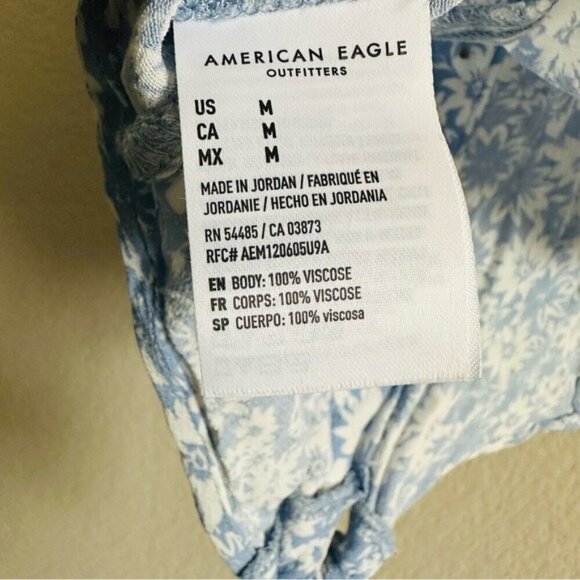 AMERICAN EAGLE
OUTFITTERS
US M
CA M
MX M
MADE IN JORDAN / FABRIQUÉ EN
JORDANIE / HECHO EN JORDANIA
RN 54485 / CA 03873
RFC# AEM120605U9A
EN BODY: 100% VISCOSE
FR CORPS: 100% VISCOSE
SP CUERPO: 100% viscosa